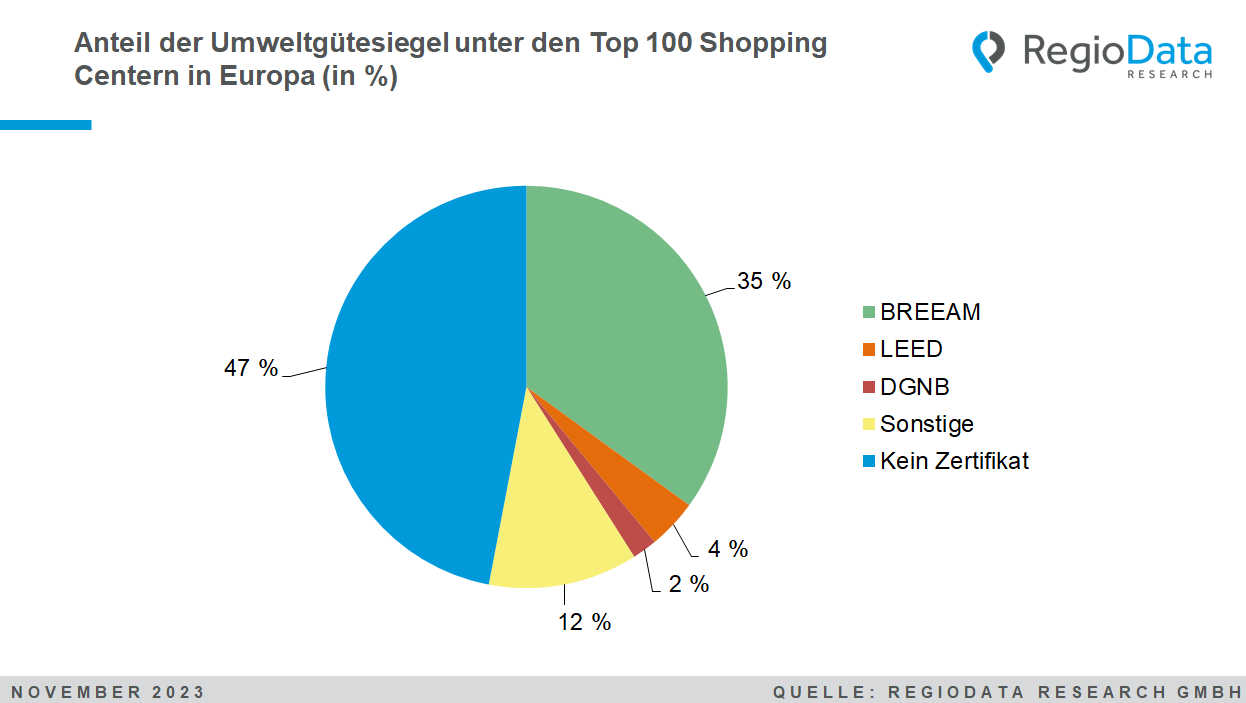 Anteil der Umweltgütesiegel unter den Top 100 Shopping
Centern in Europa (in %)
RegioData
RESEARCH
35 %
47 %
4 %
2 %
12 %
BREEAM
LEED
DGNB
Sonstige
Kein Zertifikat
NOVEMBER 2023
QUELLE: REGIODATA RESEARCH GMBH